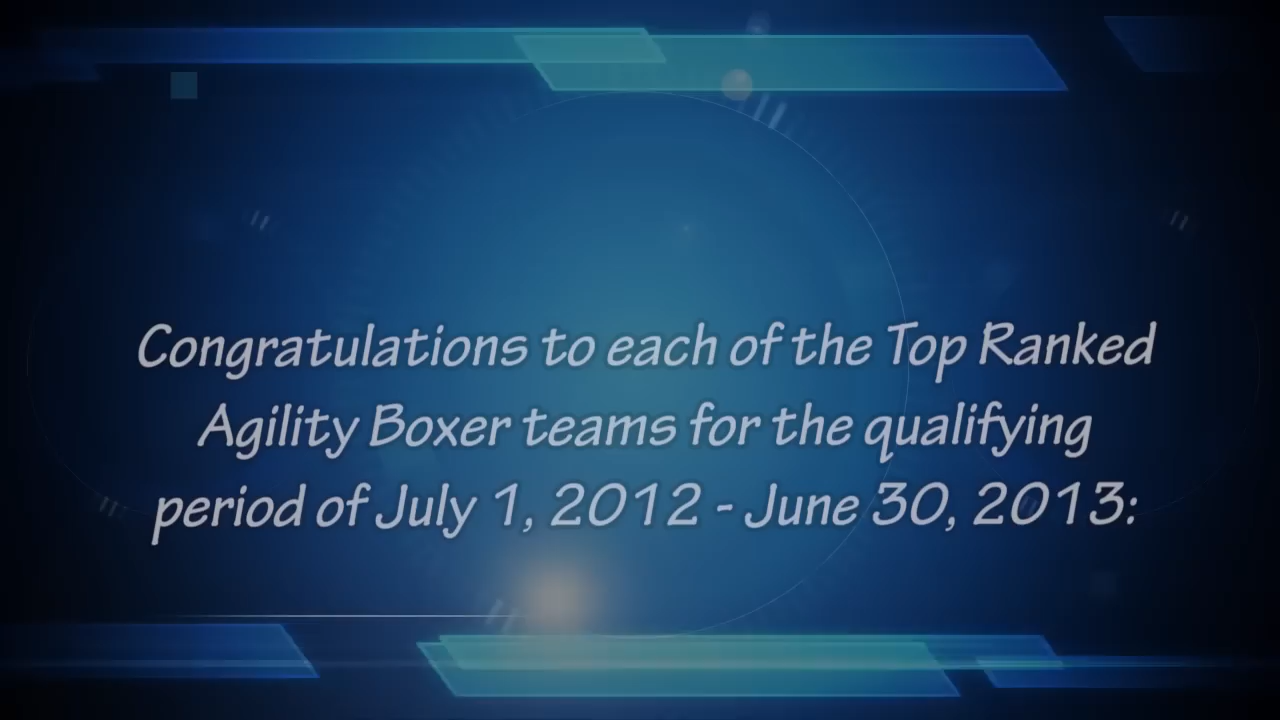 Congratulations to each of the Top Ranked
Agility Boxer teams for the qualifying
period of July 1, 2012 - June 30, 2013: